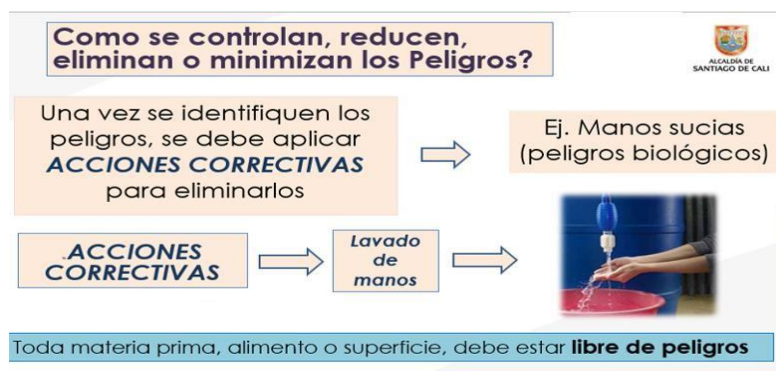 Como se controlan, reducen,
eliminan o minimizan los Peligros?
ALCALDÍA DE
SANTIAGO DE CALI
Una vez se identifiquen los
peligros, se debe aplicar
ACCIONES CORRECTIVAS
para eliminarlos
Ej. Manos sucias
(peligros biológicos)
.ACCIONES
CORRECTIVAS
Lavado
de
manos
Toda materia prima, alimento o superficie, debe estar libre de peligros